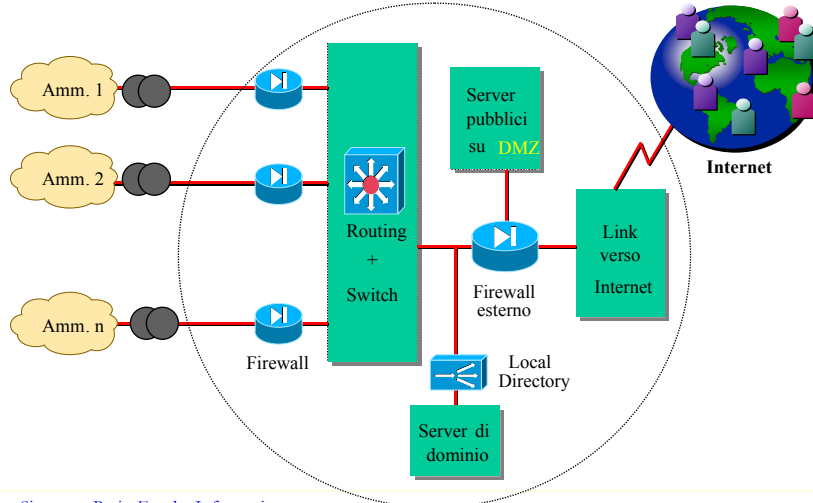 Amm. 1
Amm. 2
Amm. n
Firewall
Routing
+
Switch
Server
pubblici
su DMZ
Firewall
esterno
Local
Directory
Server di
dominio
Link
verso
Internet
Internet